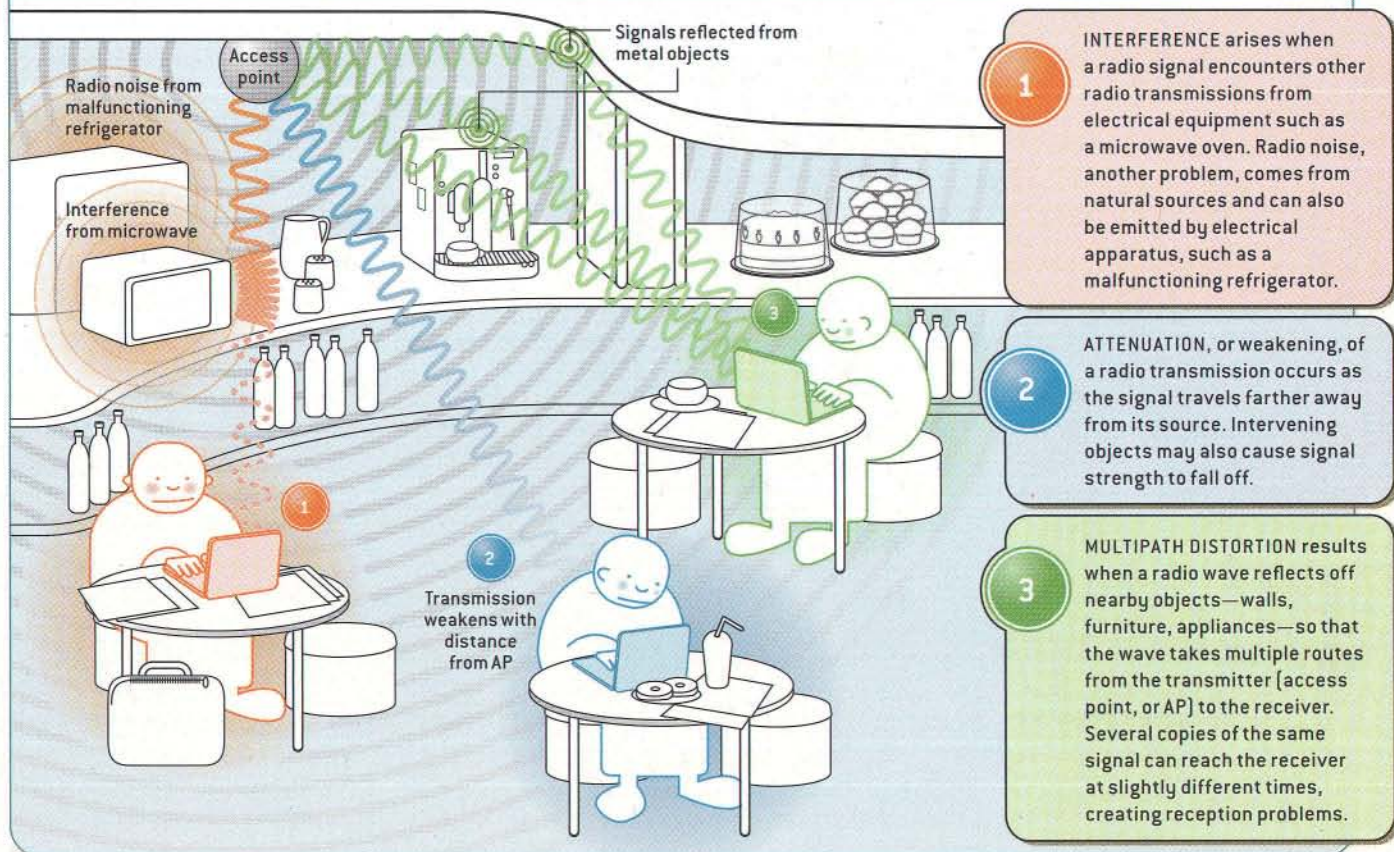 Access
point
Signals reflected from
metal objects
Radio noise from
malfunctioning
refrigerator
Interference
from microwave
3
1
2
Transmission
weakens with
distance
from AP
1
INTERFERENCE arises when
a radio signal encounters other
radio transmissions from
electrical equipment such as
a microwave oven. Radio noise,
another problem, comes from
natural sources and can also
be emitted by electrical
apparatus, such as a
malfunctioning refrigerator.
2
ATTENUATION, or weakening, of
a radio transmission occurs as
the signal travels farther away
from its source. Intervening
objects may also cause signal
strength to fall off.
3
MULTIPATH DISTORTION results
when a radio wave reflects off
nearby objects—walls,
furniture, appliances—so that
the wave takes multiple routes
from the transmitter (access
point, or AP) to the receiver.
Several copies of the same
signal can reach the receiver
at slightly different times,
creating reception problems.